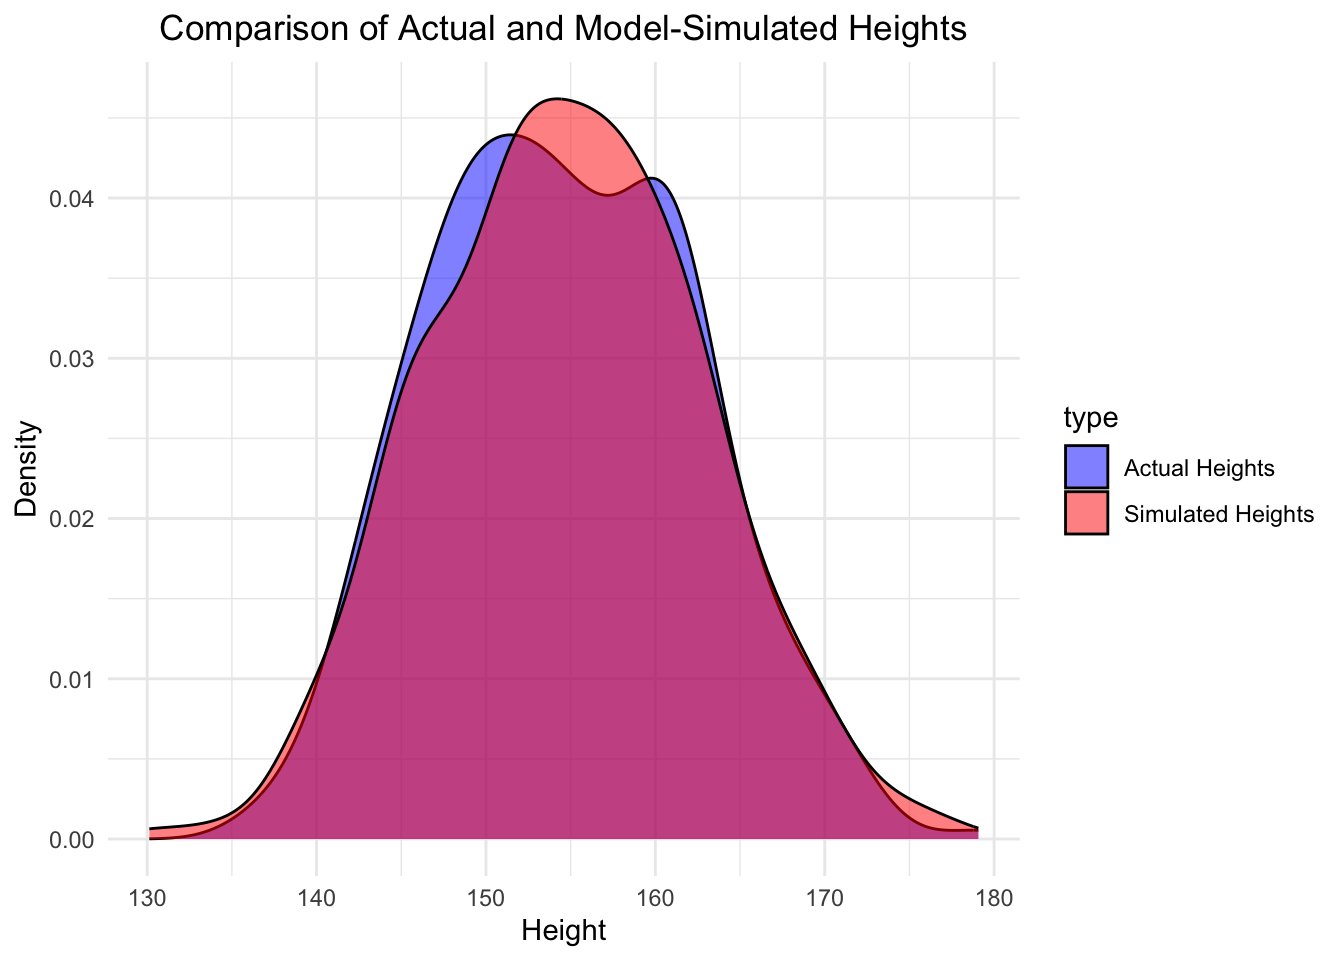 Comparison of Actual and Model-Simulated Heights
0.04
0.03
0.02
0.01
0.00
Density
130 140 150 160 170 180
Height
type
Actual Heights
Simulated Heights